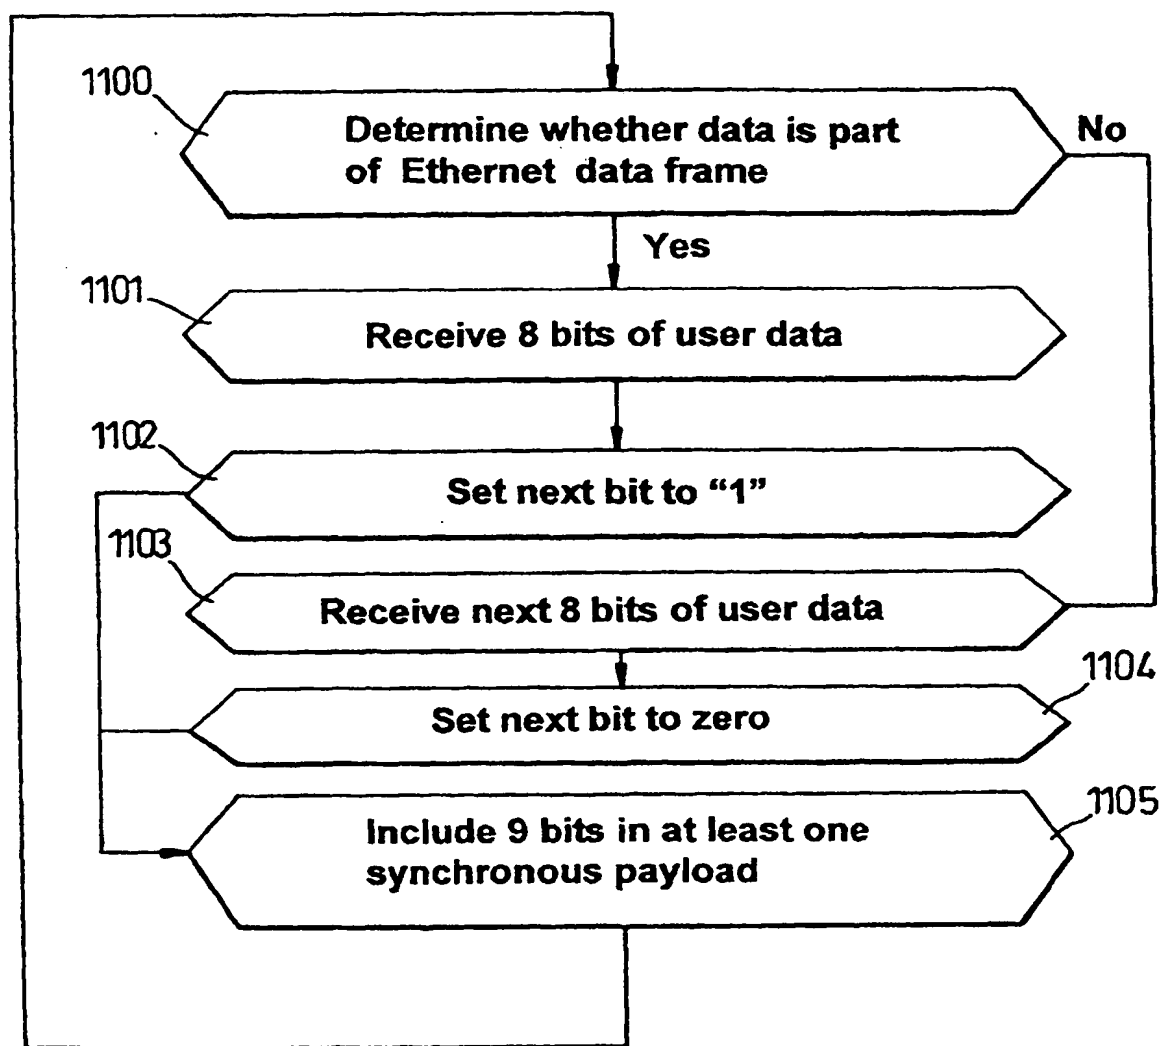 1100
Determine whether data is part
of Ethernet data frame
No
Yes
1101
Receive 8 bits of user data
1102
Set next bit to “1”
1103
Receive next 8 bits of user data
1104
Set next bit to zero
1105
Include 9 bits in at least one
synchronous payload